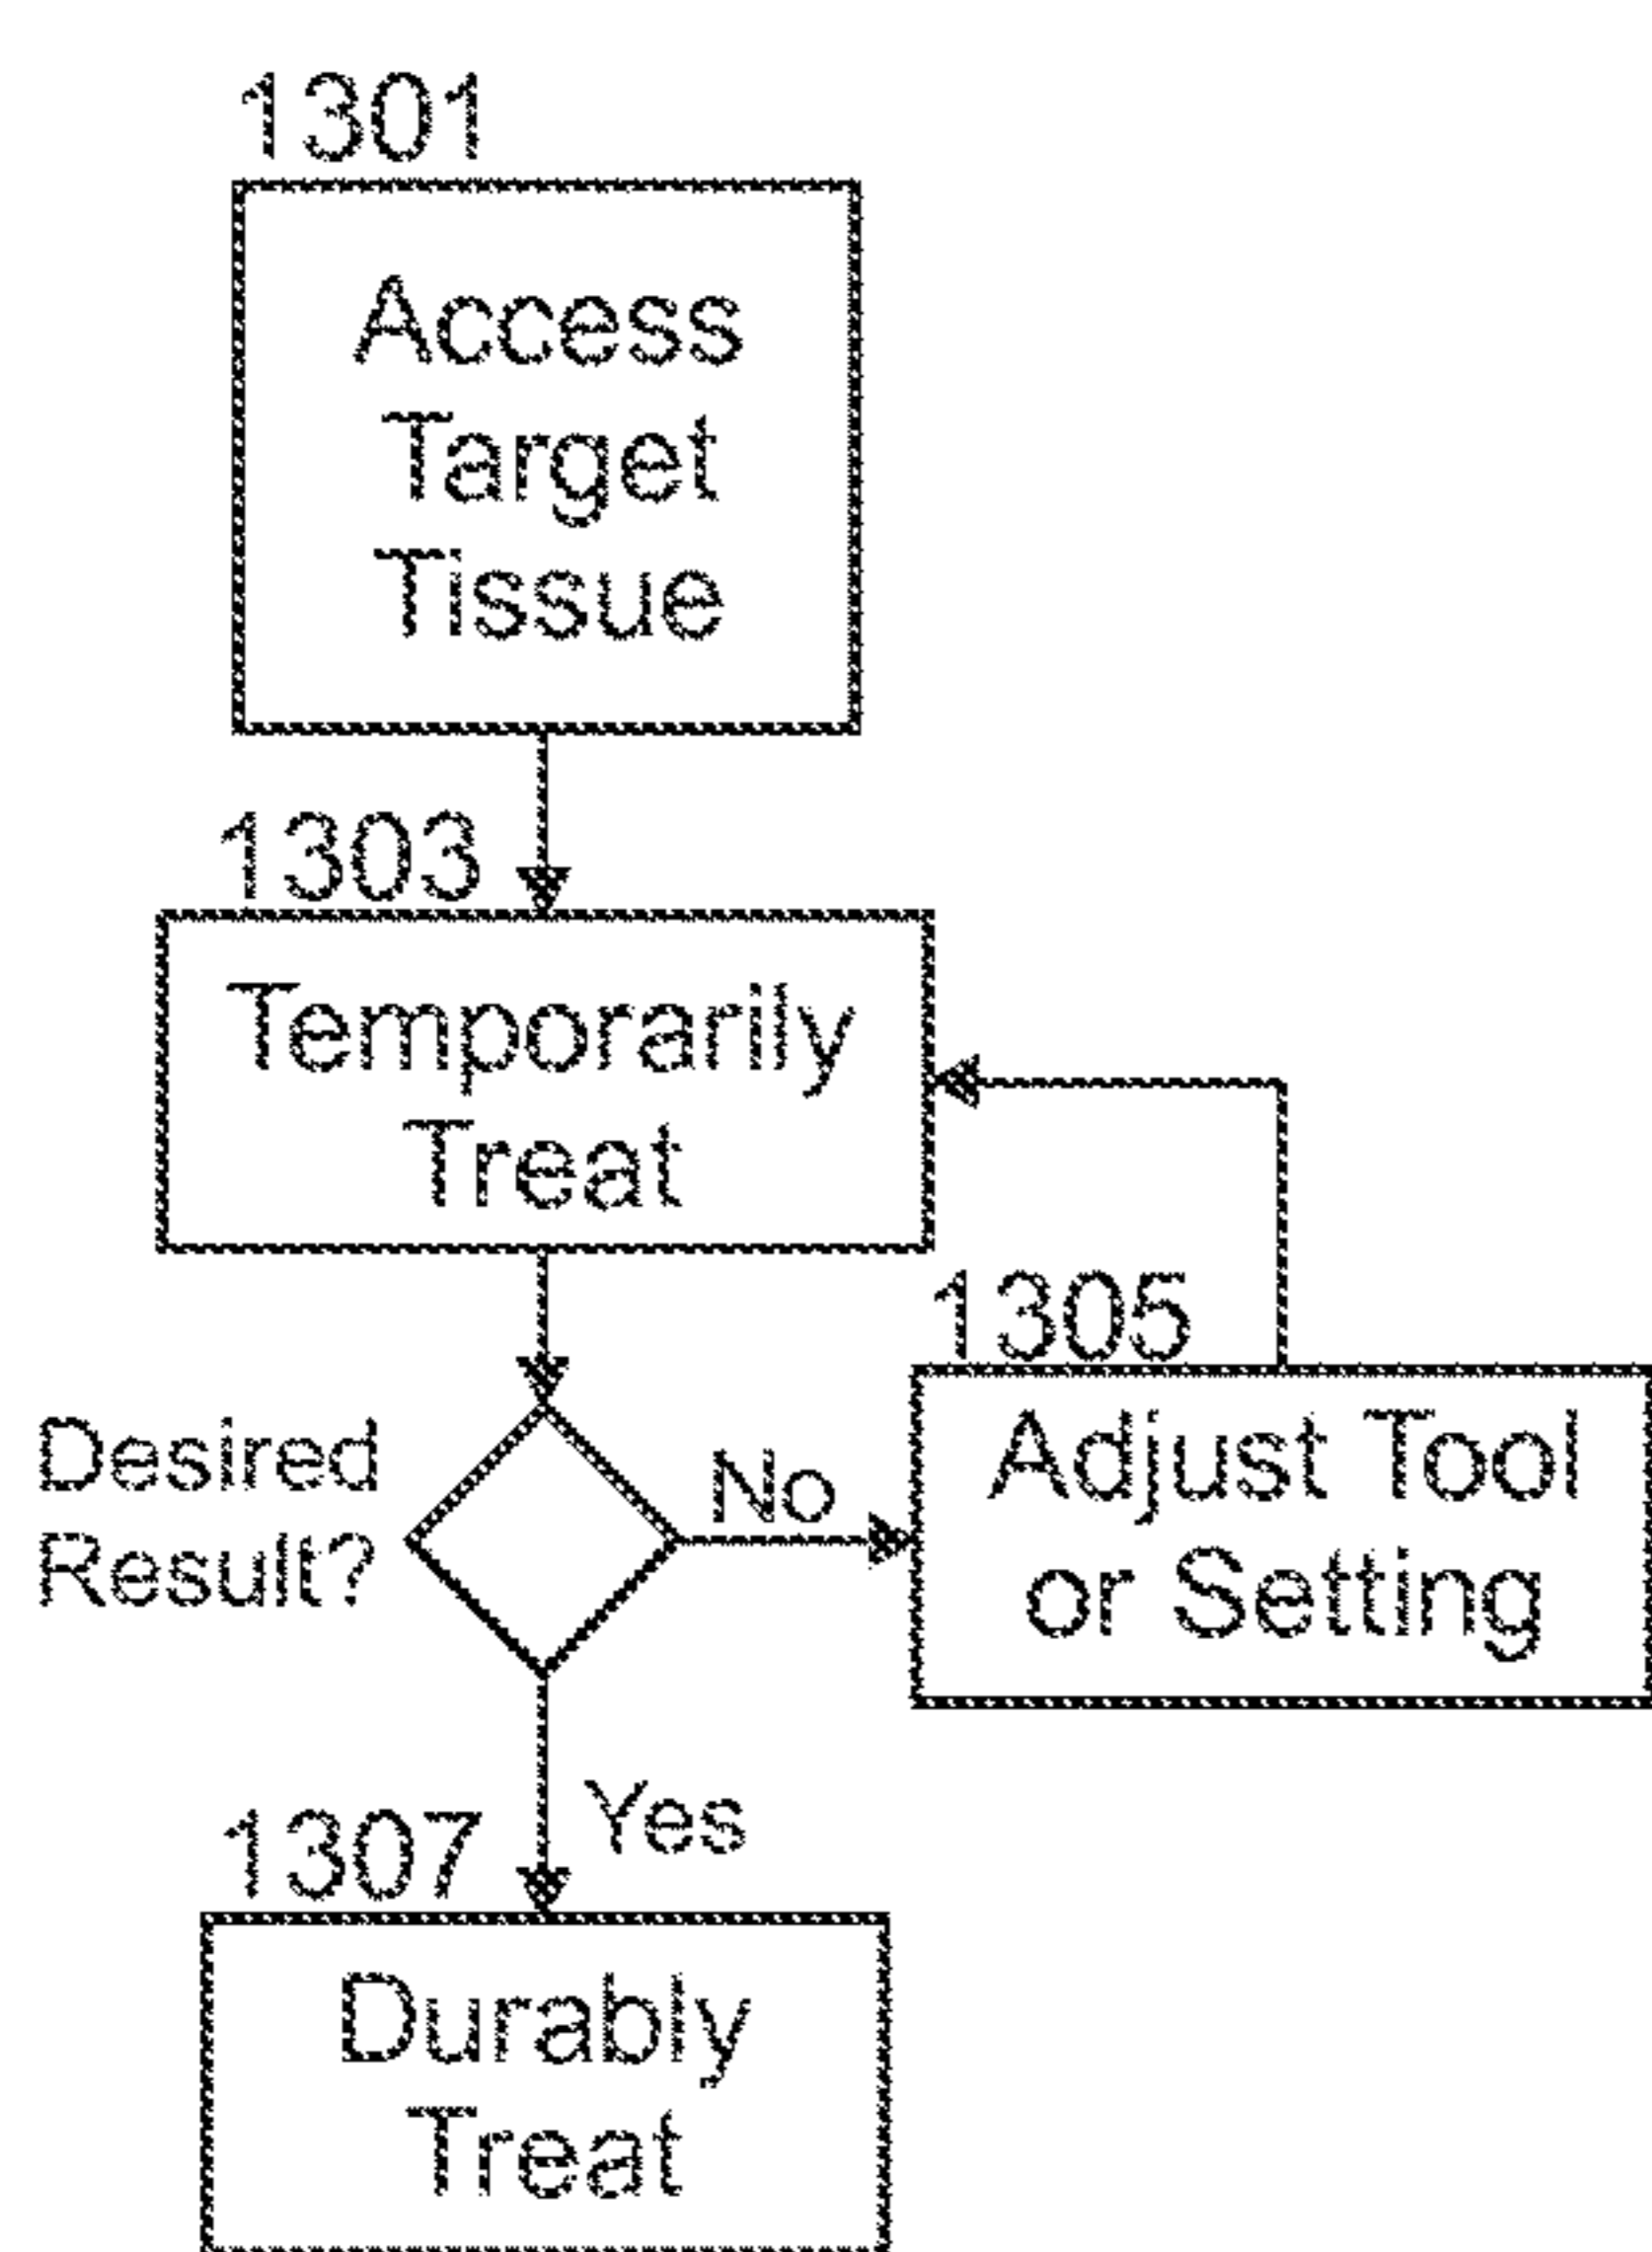 1301
Access
Target
Tissue
1303
Temporarily
Treat
1305
Desired
Result?
No
Adjust Tool
or Setting
Yes
1307
Durably
Treat